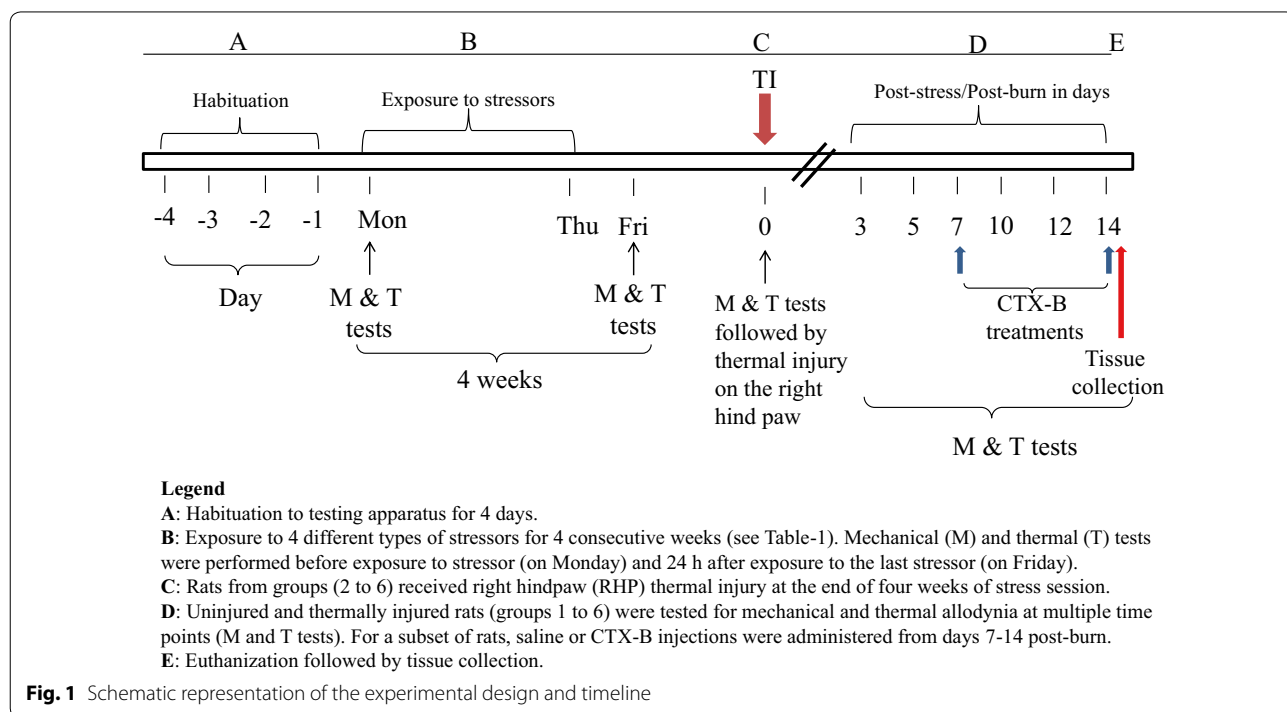 A B C D E
TI
Habituation Exposure to stressors Post-stress/Post-burn in days
-4 -3 -2 -1 Mon Thu Fri 0 3 5 7 10 12 14
Day
M & T
tests
M & T
tests
4 weeks
M & T tests
followed by
thermal injury
on the right
hind paw
CTX-B
treatments
Tissue
collection
M & T tests
Legend
A: Habituation to testing apparatus for 4 days.
B: Exposure to 4 different types of stressors for 4 consecutive weeks (see Table-1). Mechanical (M) and thermal (T) tests
were performed before exposure to stressor (on Monday) and 24 h after exposure to the last stressor (on Friday).
C: Rats from groups (2 to 6) received right hindpaw (RHP) thermal injury at the end of four weeks of stress session.
D: Uninjured and thermally injured rats (groups 1 to 6) were tested for mechanical and thermal allodynia at multiple time
points (M and T tests). For a subset of rats, saline or CTX-B injections were administered from days 7-14 post-burn.
E: Euthanization followed by tissue collection.
Fig. 1 Schematic representation of the experimental design and timeline